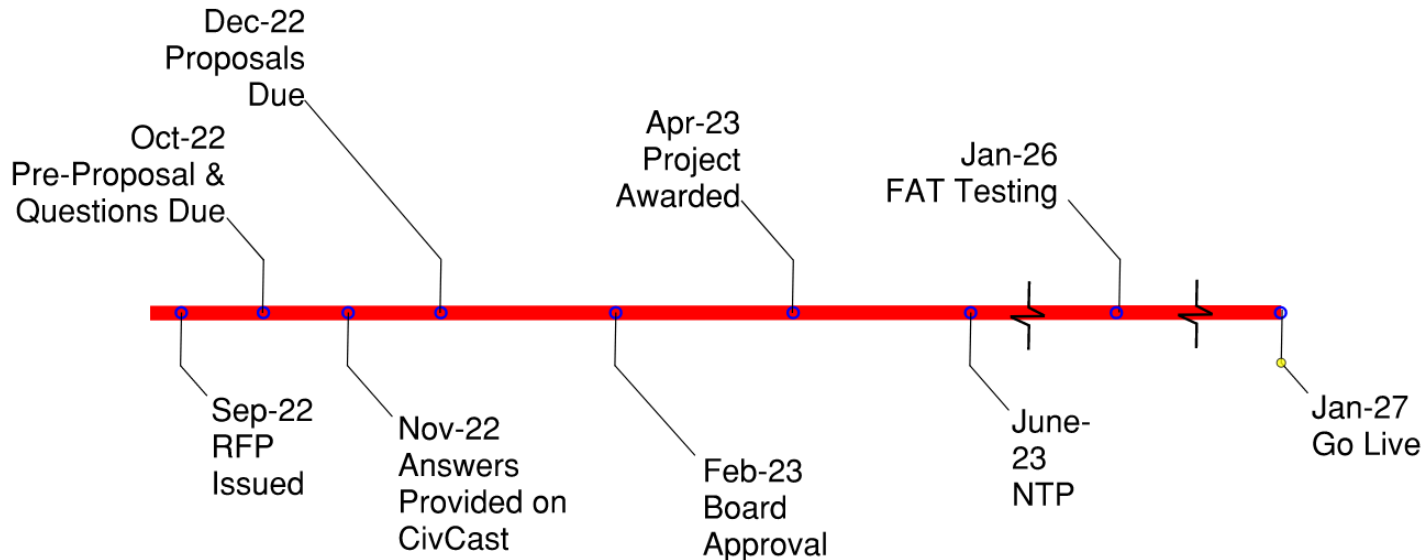 Dec-22
Proposals
Due
Oct-22
Pre-Proposal &
Questions Due
Apr-23
Project
Awarded
Jan-26
FAT Testing
Sep-22
RFP
Issued
Nov-22
Answers
Provided on
CivCast
Feb-23
Board
Approval
June-
23
NTP
Jan-27
Go Live